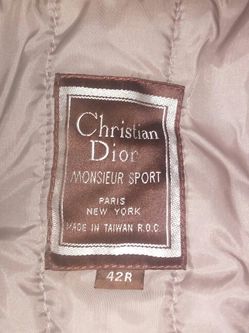 Christian
Dior
MONSIEUR SPORT
PARIS
NEW YORK
MADE IN TAIWAN R.O.C.
42R